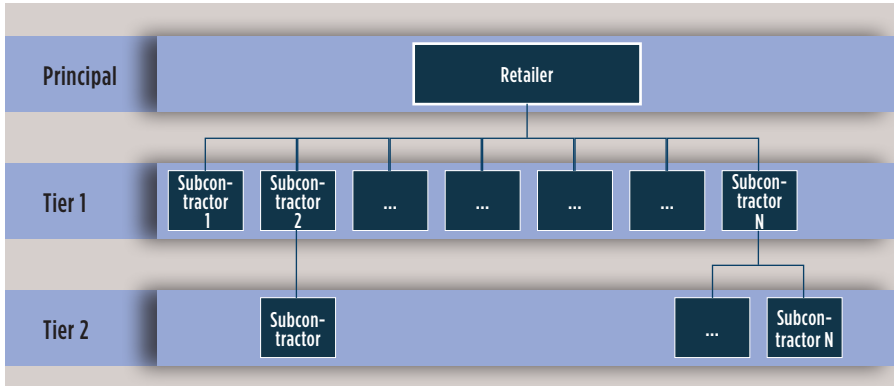 Principal
Retailer
Tier 1
Subcon-
tractor
1
Subcon-
tractor
2
...
...
...
...
Subcon-
tractor
N
Tier 2
Subcon-
tractor
...
Subcon-
tractor N